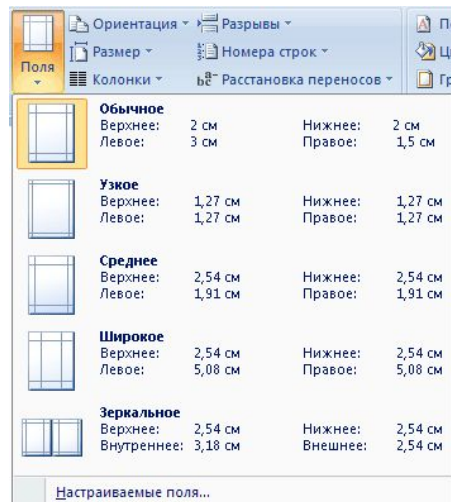 Поля
Ориентация Разрывы П
Размер Номера строк Ц
Колонки Расстановка переносов Гр
Обычное
Верхнее: 2 см Нижнее: 2 см
Левое: 3 см Правое: 1,5 см
Узкое
Верхнее: 1,27 см Нижнее: 1,27 см
Левое: 1,27 см Правое: 1,27 см
Среднее
Верхнее: 2,54 см Нижнее: 2,54 см
Левое: 1,91 см Правое: 1,91 см
Широкое
Верхнее: 2,54 см Нижнее: 2,54 см
Левое: 5,08 см Правое: 5,08 см
Зеркальное
Верхнее: 2,54 см Нижнее: 2,54 см
Внутреннее: 3,18 см Внешнее: 2,54 см
Настраиваемые поля...